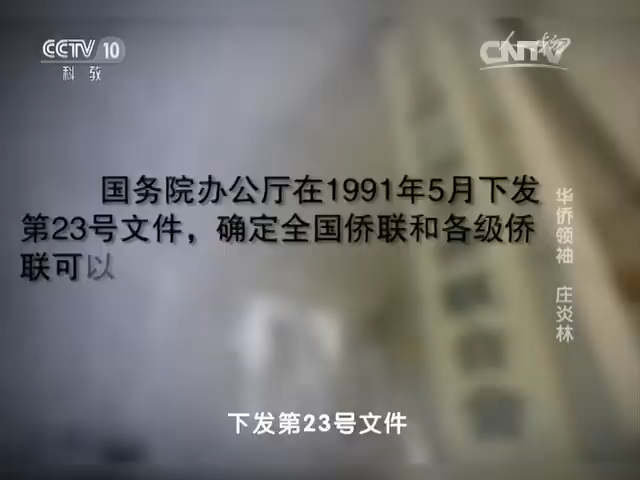 CCTV 10
科教
CNTV
人物
国务院办公厅在1991年5月下发
第23号文件，确定全国侨联和各级侨
联可以
华侨领袖 庄炎林
下发第23号文件